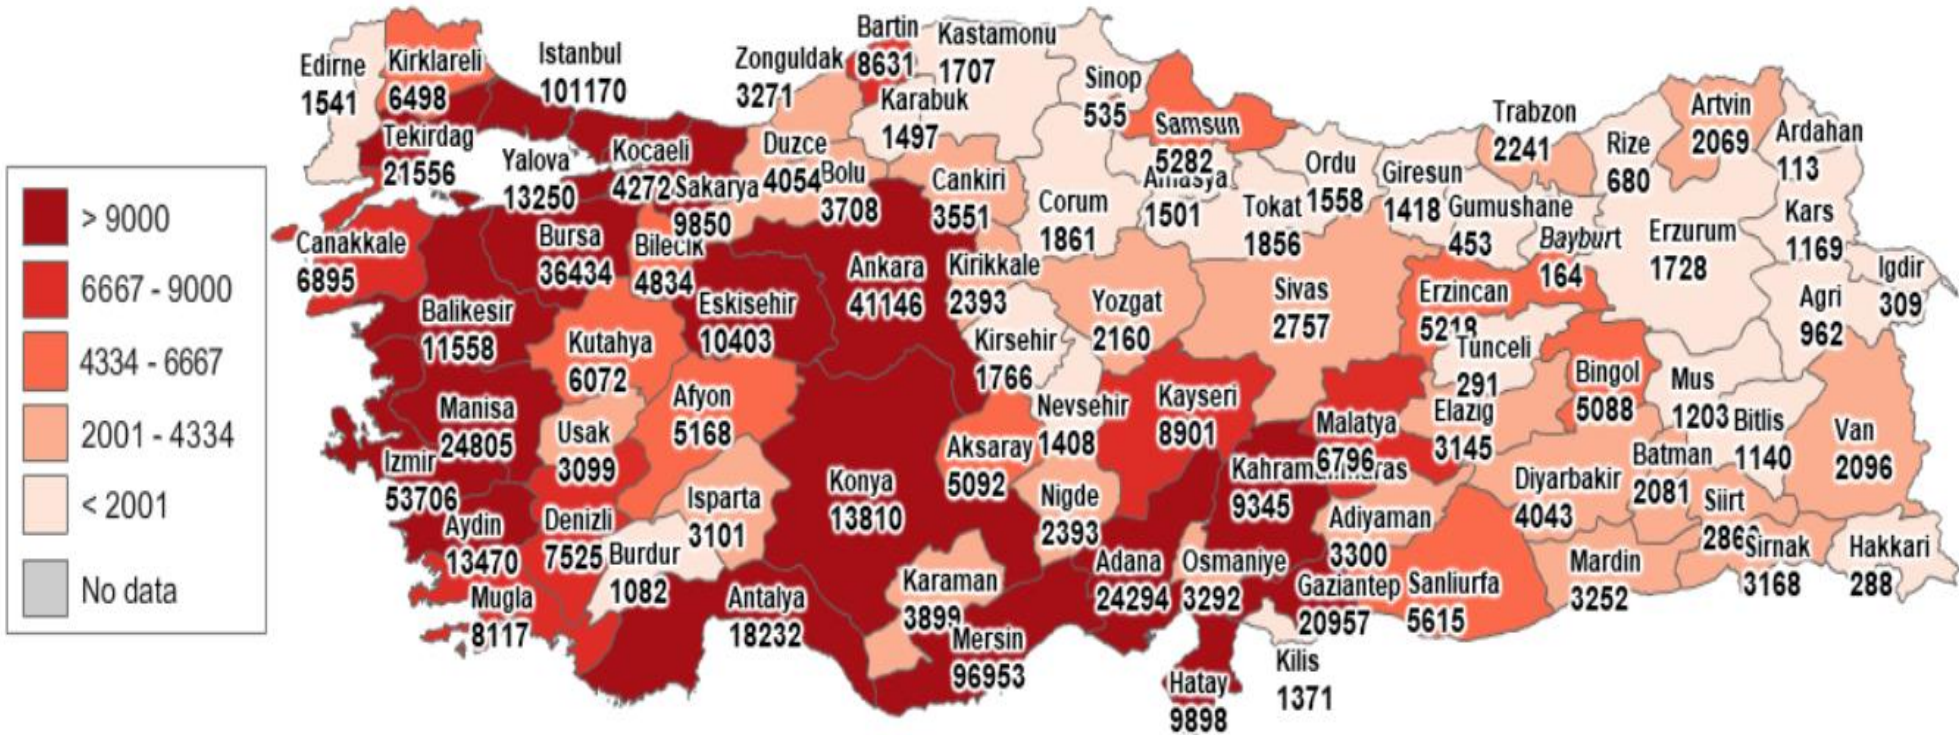 > 9000
6667 - 9000
4334 - 6667
2001 - 4334
< 2001
No data
Edirne
1541
Kirklareli
6498
Istanbul
101170
Tekirdag
21556
Yalova
13250
Kocaeli
4272
Sakarya
9850
Zonguldak
3271
Duzce
4054
Bolu
3708
Bartin
8631
Karabuk
1497
Kastamonu
1707
Cankiri
3551
Sinop
535
Samsun
5282
Amasya
1501
Corum
1861
Tokat
1856
Ordu
1558
Giresun
1418
Gumushane
453
Trabzon
2241
Bayburt
164
Rize
680
Artvin
2069
Ardahan
113
Kars
1169
Igdir
309
Agri
962
Erzurum
1728
Canakkale
6895
Balikesir
11558
Bursa
36434
Bilecik
4834
Eskisehir
10403
Ankara
41146
Kirikkale
2393
Kirsehir
1766
Yozgat
2160
Sivas
2757
Erzincan
5218
Tunceli
291
Bingol
5088
Mus
1203
Bitlis
1140
Van
2096
Kutahya
6072
Manisa
24805
Usak
3099
Afyon
5168
Izmir
53706
Aydin
13470
Denizli
7525
Burdur
1082
Isparta
3101
Mugla
8117
Antalya
18232
Konya
13810
Aksaray
5092
Nevsehir
1408
Nigde
2393
Kayseri
8901
Karaman
3899
Mersin
96953
Adana
24294
Osmaniye
3292
Hatay
9898
Kilis
1371
Gaziantep
20957
Kahramanmaras
9345
Malatya
6796
Elazig
3145
Adiyaman
3300
Sanliurfa
5615
Diyarbakir
4043
Batman
2081
Siirt
Mardin
3252
Sirnak
3168
Hakkari
288